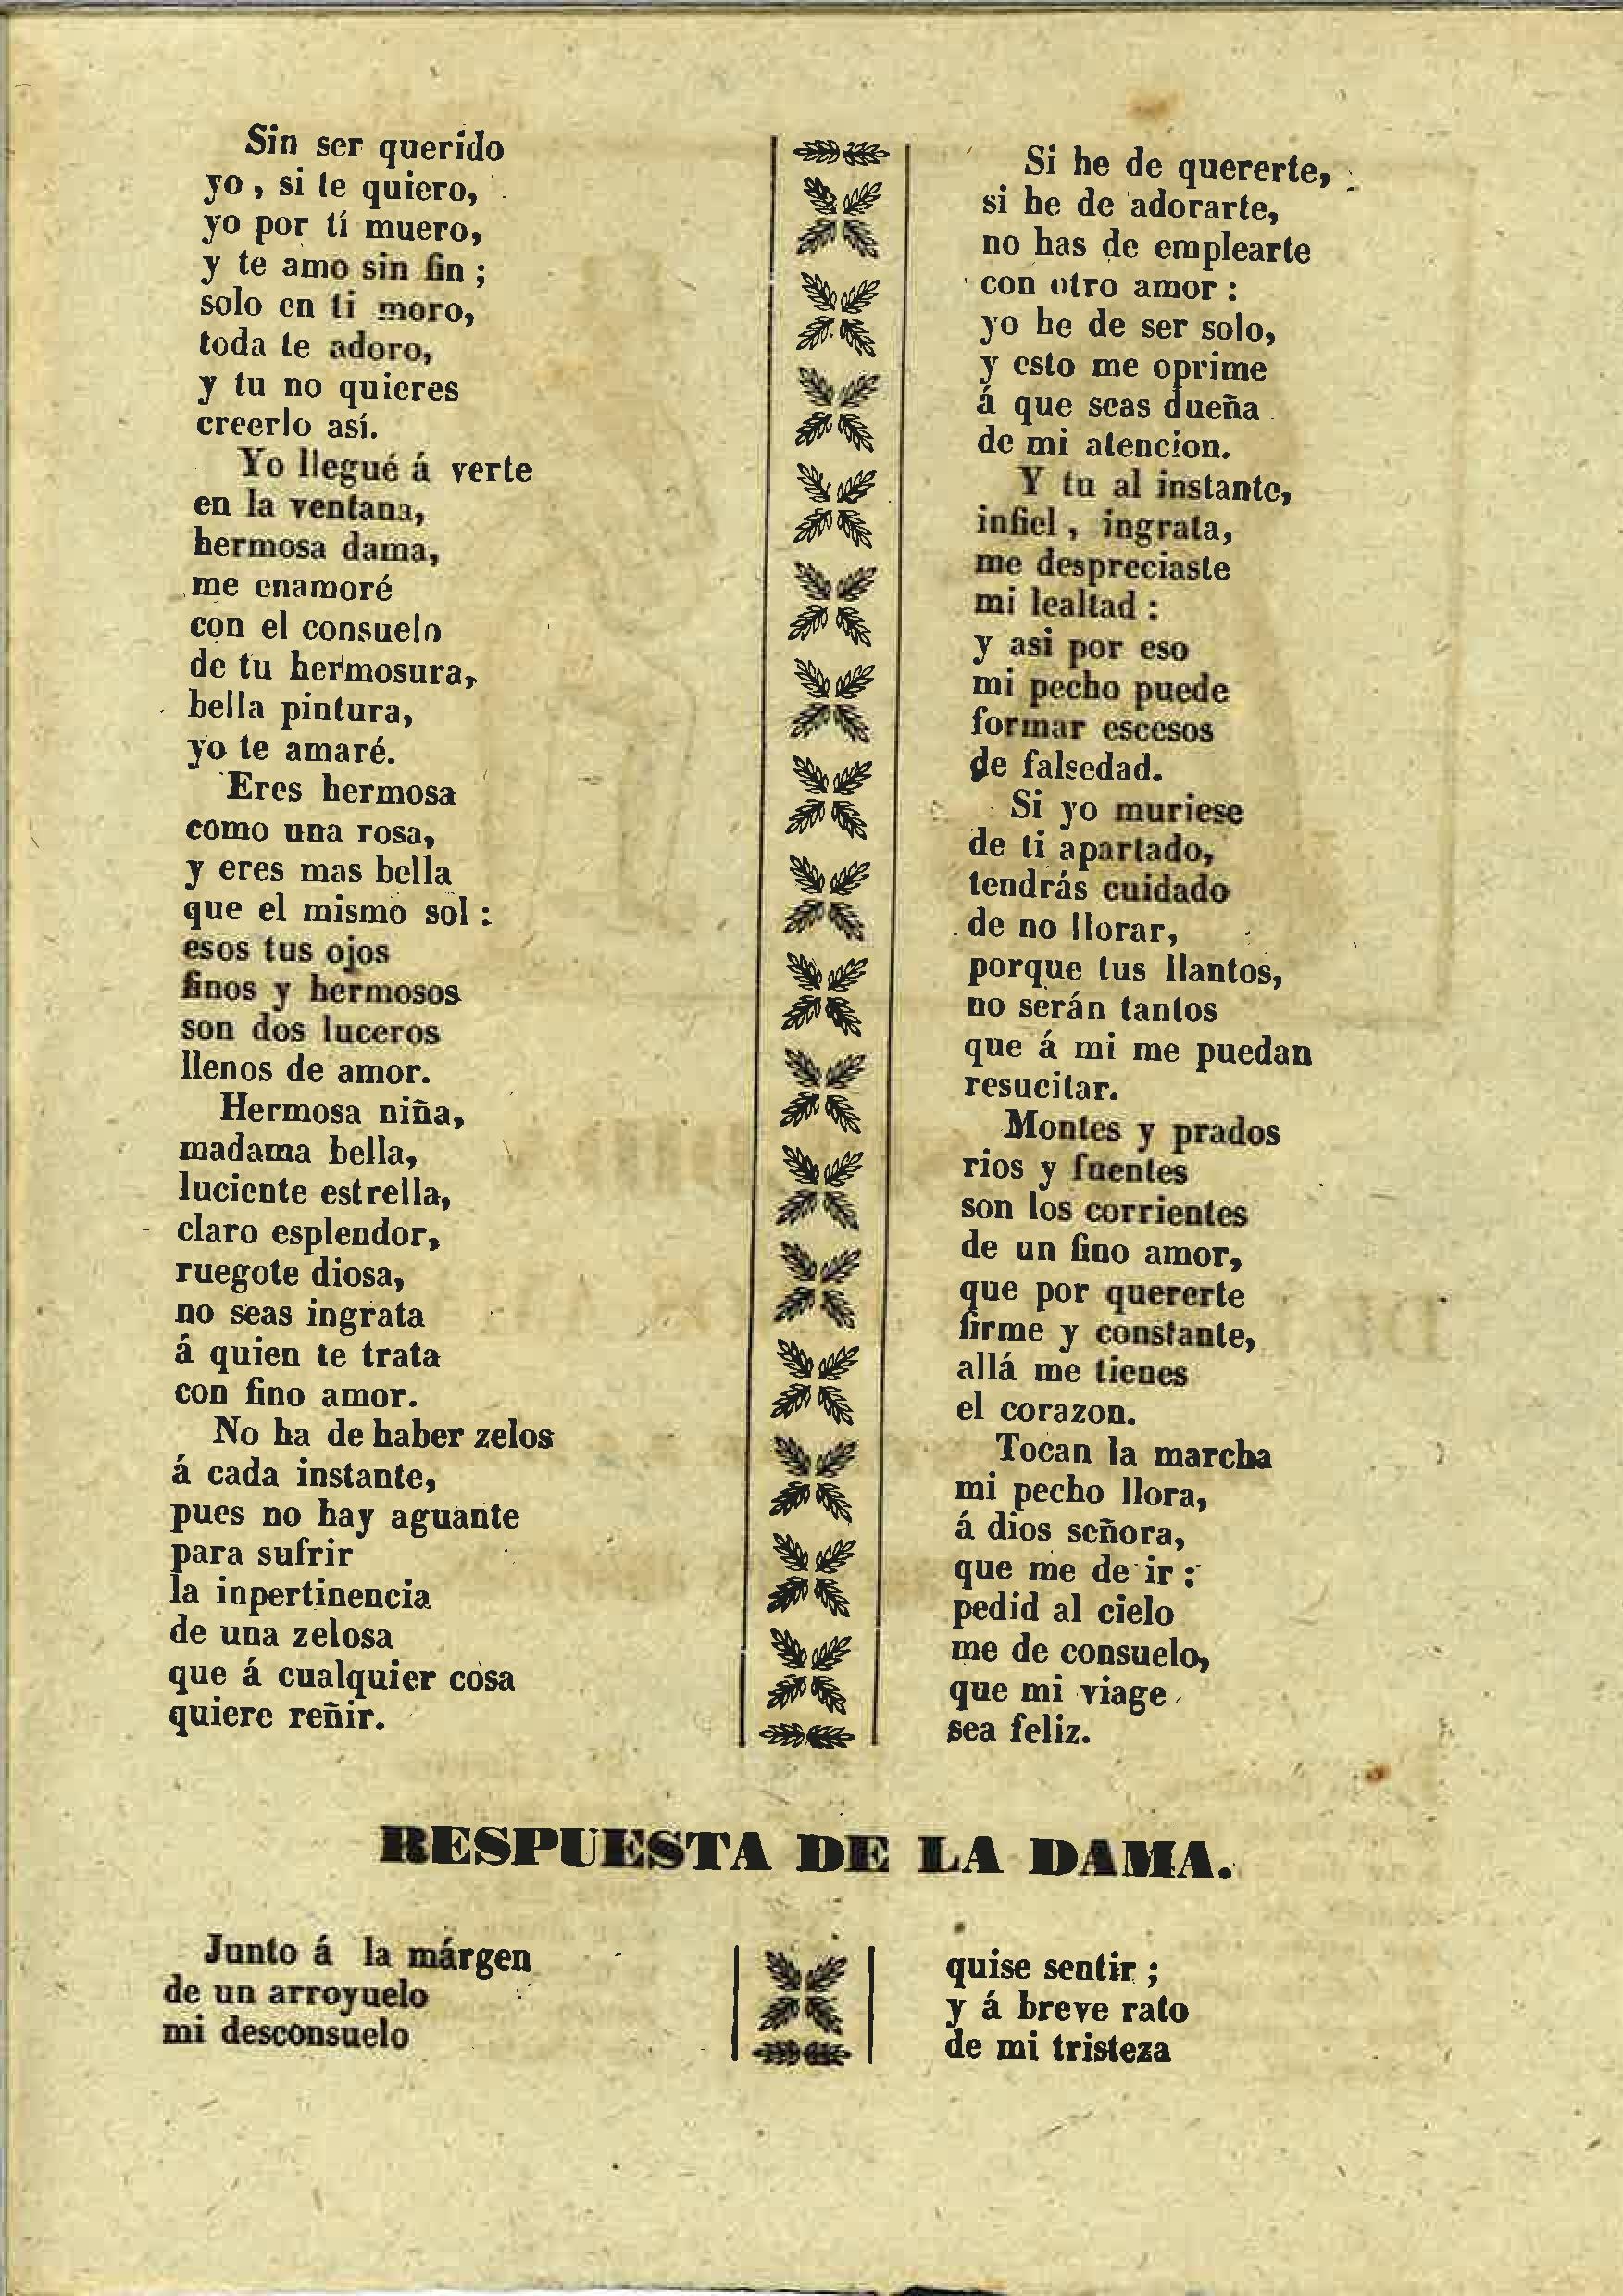 Sin ser querido
yo, si te quiero,
yo por tí muero,
y te amo sin fin;
solo en ti moro,
toda te adoro,
y tu no quieres
creerlo así.
Yo llegué á verte
en la ventana,
hermosa dama,
me enamoré
con el consuelo
de tu hermosura,
bella pintura,
yo te amaré.
Eres hermosa
como una rosa,
y eres mas bella
que el mismo sol:
esos tus ojos
finos y hermosos
son dos luceros
llenos de amor.
Hermosa niña,
madama bella,
luciente estrella,
claro esplendor,
ruegote diosa,
no seas ingrata
á quien te trata
con fino amor.
No ha de haber zelos
á cada instante,
pues no hay aguante
para sufrir
la inpertinencia
de una zelosa
que á cualquier cosa
quiere reñir.
Si he de quererte,
si he de adorarte,
no has de emplearte
con otro amor:
yo he de ser solo,
y esto me oprime
á que seas dueña
de mi atencion.
Y tu al instante,
infiel, ingrata,
me despreciaste
mi lealtad:
y asi por eso
mi pecho puede
formar escesos
de falsedad.
Si yo muriese
de ti apartado,
tendrás cuidado
de no llorar,
porque tus llantos,
no serán tantos
que á mi me puedan
resucitar.
Montes y prados
rios y fuentes
son los corrientes
de un fino amor,
que por quererte
firme y constante,
allá me tienes
el corazon.
Tocan la marcha
mi pecho llora,
á dios señora,
que me de ir:
pedid al cielo
me de consuelo,
que mi viage
sea feliz.
RESPUESTA DE LA DAMA.
Junto á la márgen
de un arroyuelo
mi desconsuelo
quise sentir;
y á breve rato
de mi tristeza